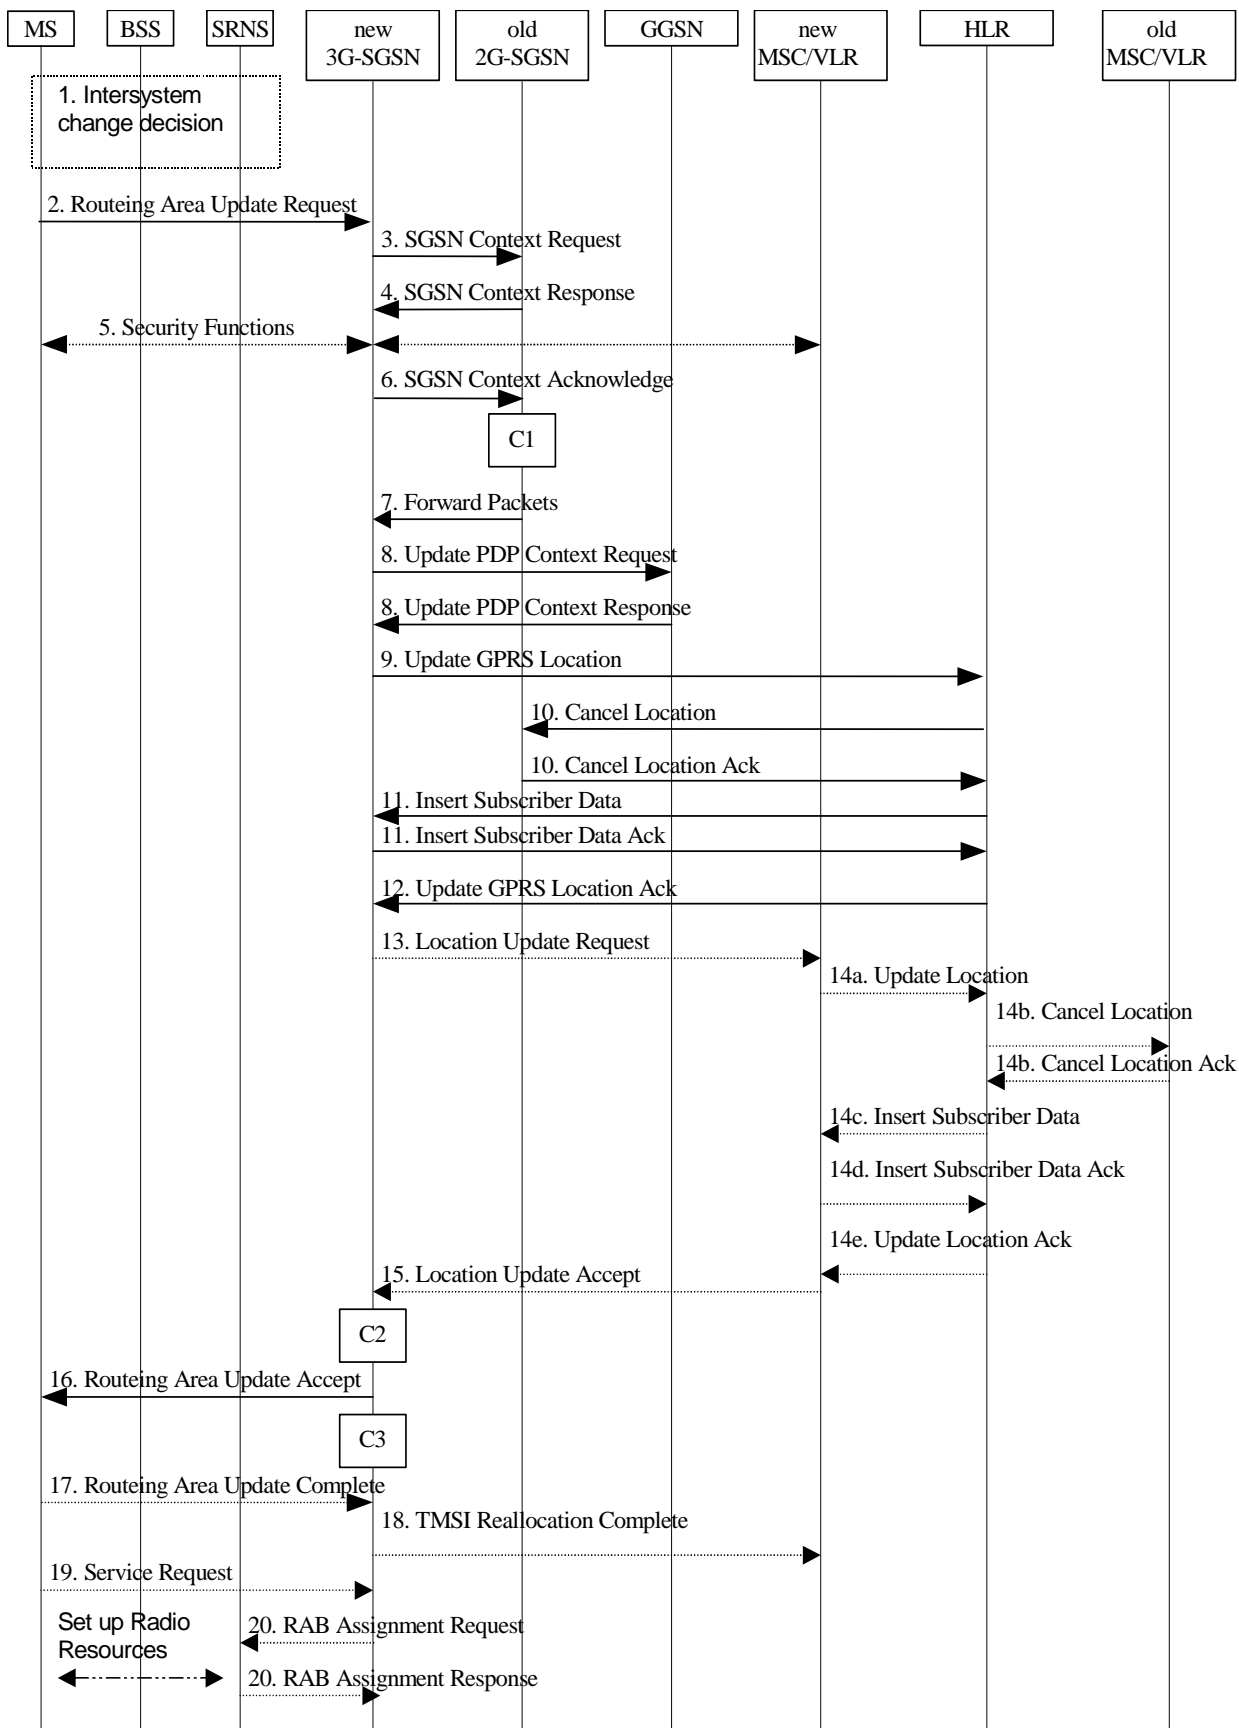 MS
BSS
SRNS
new
3G-SGSN
old
2G-SGSN
GGSN
new
MSC/VLR
HLR
old
MSC/VLR
1. Intersystem
change decision
2. Routeing Area Update Request
3. SGSN Context Request
4. SGSN Context Response
5. Security Functions
6. SGSN Context Acknowledge
C1
7. Forward Packets
8. Update PDP Context Request
8. Update PDP Context Response
9. Update GPRS Location
10. Cancel Location
10. Cancel Location Ack
11. Insert Subscriber Data
11. Insert Subscriber Data Ack
12. Update GPRS Location Ack
13. Location Update Request
14a. Update Location
14b. Cancel Location
14b. Cancel Location Ack
14c. Insert Subscriber Data
14d. Insert Subscriber Data Ack
14e. Update Location Ack
15. Location Update Accept
C2
16. Routeing Area Update Accept
C3
17. Routeing Area Update Complete
18. TMSI Reallocation Complete
19. Service Request
Set up Radio
Resources
20. RAB Assignment Request
20. RAB Assignment Response